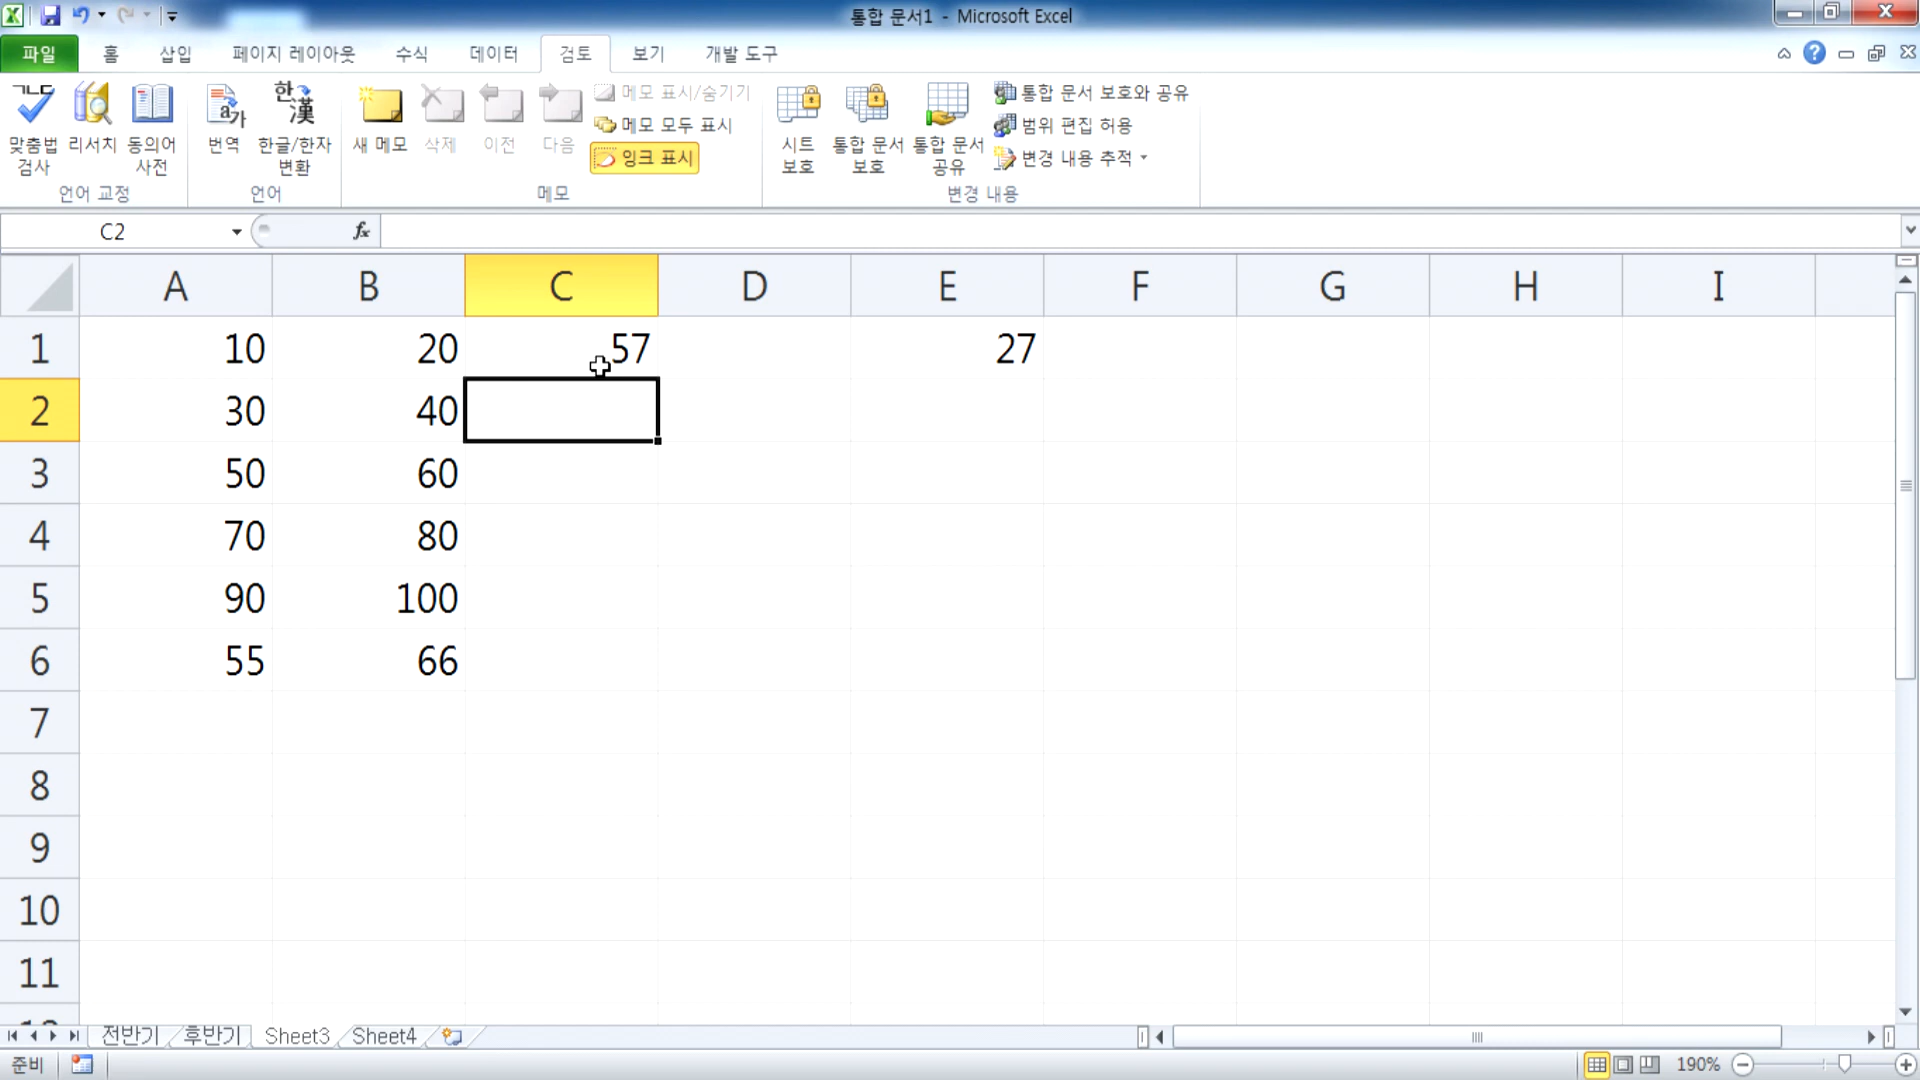 통합 문서1 - Microsoft Excel
파일 홈 삽입 페이지 레이아웃 수식 데이터 검토 보기 개발 도구
맞춤법 검사 리서치 동의어 사전
언어 교정
번역 한글/한자 변환
언어
새 메모 삭제 이전 다음
메모 표시/숨기기
메모 모두 표시
잉크 표시
메모
시트 보호 통합 문서 보호 통합 문서 공유
통합 문서 보호와 공유
범위 편집 허용
변경 내용 추적
변경 내용
C2 fx
A B C D E F G H I
1 10 20 57 27
2 30 40
3 50 60
4 70 80
5 90 100
6 55 66
7
8
9
10
11
전반기 후반기 Sheet3 Sheet4
준비 190%